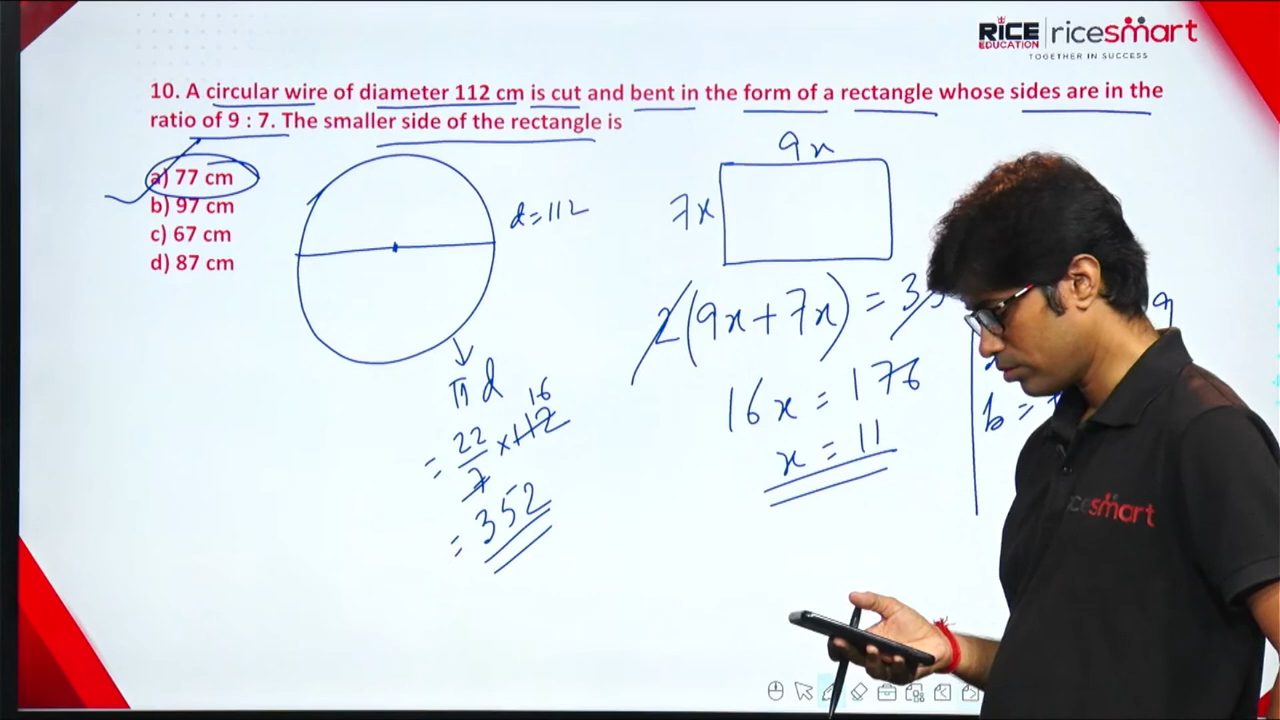 RICE EDUCATION ricesmart
TOGETHER IN SUCCESS
10. A circular wire of diameter 112 cm is cut and bent in the form of a rectangle whose sides are in the
ratio of 9 : 7. The smaller side of the rectangle is
a) 77 cm
b) 97 cm
c) 67 cm
d) 87 cm
d=112
9x
7x
πd
= 22/7 × 112
16
= 352
2(9x+7x) = 35
16x = 176
x = 11
9
b =
ricesmart